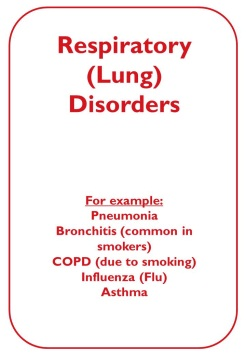 Respiratory
(Lung)
Disorders
For example:
Pneumonia
Bronchitis (common in
smokers)
COPD (due to smoking)
Influenza (Flu)
Asthma